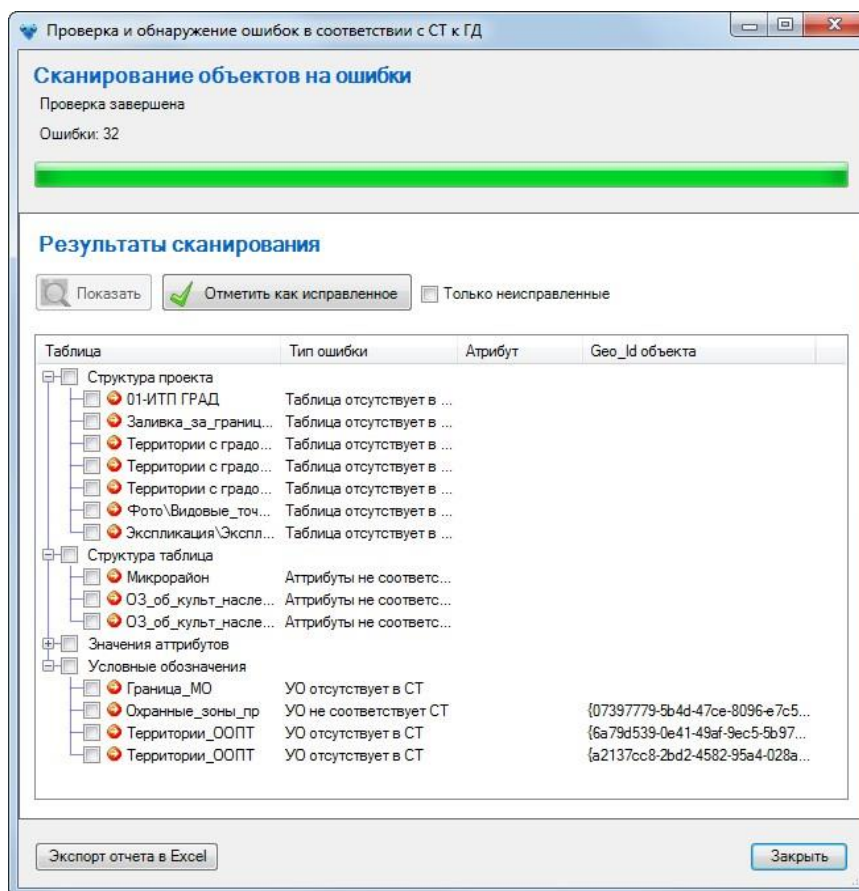 Проверка и обнаружение ошибок в соответствии с СТ к ГД
Сканирование объектов на ошибки
Проверка завершена
Ошибки: 32
Результаты сканирования
Показать Отметить как исправленное Только неисправленные
Таблица Тип ошибки Атрибут Geo_Id объекта
Структура проекта
01-ИТП ГРАД Таблица отсутствует в ...
Заливка_за_границ... Таблица отсутствует в ...
Территории с градо... Таблица отсутствует в ...
Территории с градо... Таблица отсутствует в ...
Территории с градо... Таблица отсутствует в ...
Фото\Видовые_точ... Таблица отсутствует в ...
Экспликация\Экспл... Таблица отсутствует в ...
Структура таблица
Микрорайон Аттрибуты не соответс...
ОЗ_об_культ_насле... Аттрибуты не соответс...
ОЗ_об_культ_насле... Аттрибуты не соответс...
Значения аттрибутов
Условные обозначения
Граница_МО УО отсутствует в СТ
Охранные_зоны_пр УО не соответствует СТ {07397779-5b4d-47ce-8096-e7c5...
Территории_ООПТ УО отсутствует в СТ {6a79d539-0e41-49af-9ec5-5b97...
Территории_ООПТ УО отсутствует в СТ {a2137cc8-2bd2-4582-95a4-028a...
Экспорт отчета в Excel Закрыть